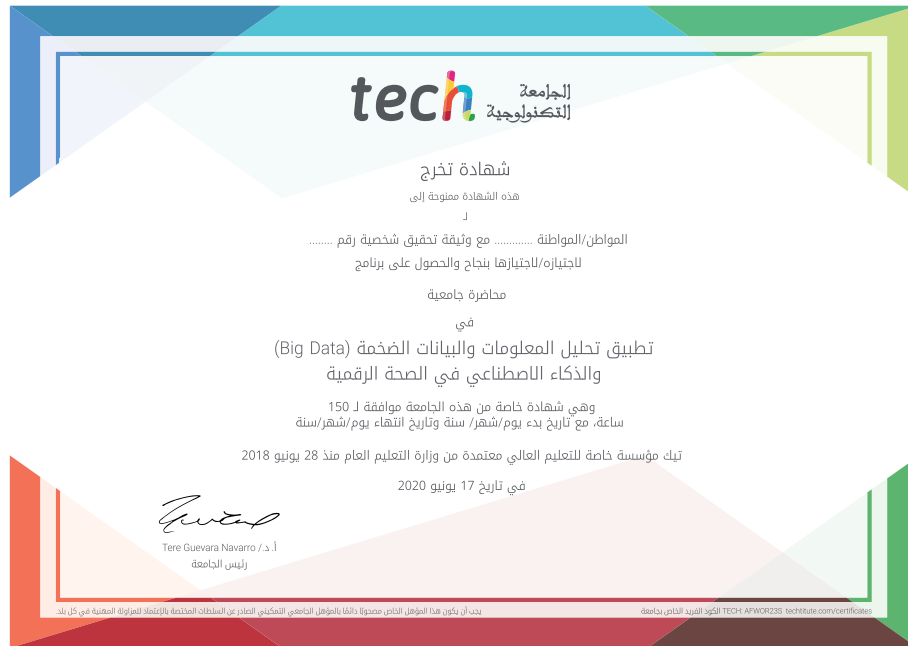 tech الجامعة
التكنولوجية
شهادة تخرج
هذه الشهادة ممنوحة إلى
لـ
المواطن/المواطنة ............. مع وثيقة تحقيق شخصية رقم ........
لاجتيازه/لاجتيازها بنجاح والحصول على برنامج
محاضرة جامعية
في
تطبيق تحليل المعلومات والبيانات الضخمة (Big Data)
والذكاء الاصطناعي في الصحة الرقمية
وهي شهادة خاصة من هذه الجامعة موافقة لـ 150
ساعة، مع تاريخ بدء يوم/شهر/ سنة وتاريخ انتهاء يوم/شهر/سنة
تيك مؤسسة خاصة للتعليم العالي معتمدة من وزارة التعليم العام منذ 28 يونيو 2018
في تاريخ 17 يونيو 2020
أ. د./ Tere Guevara Navarro
رئيس الجامعة
يجب أن يكون هذا المؤهل الخاص مصحوبًا دائمًا بالمؤهل الجامعي التمكيني الصادر عن السلطات المختصة بالإعتماد للمزاولة المهنية في كل بلد.
الكود الفريد الخاص بجامعة TECH: AFWOR23S techtitute.com/certificates